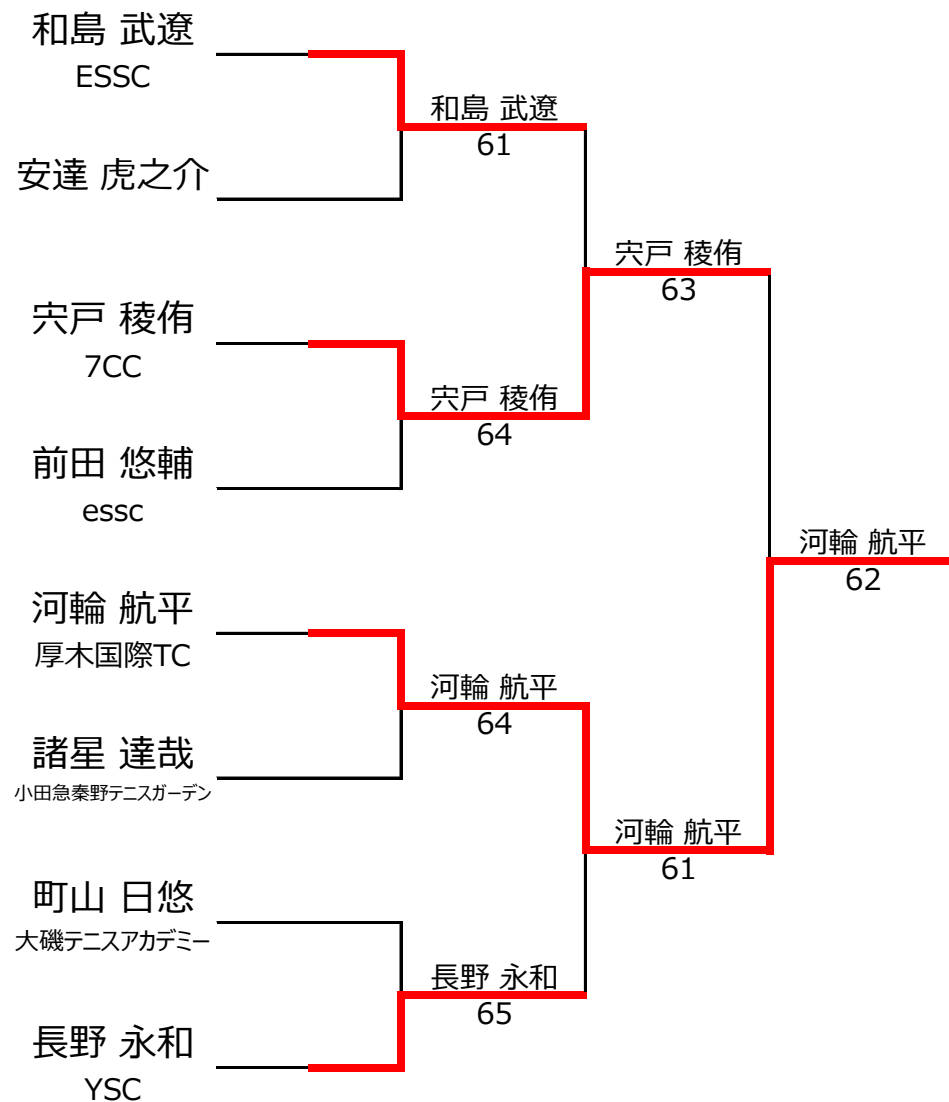 和島 武遼
ESSC
安達 虎之介
宍戸 稜侑
7CC
前田 悠輔
essc
河輪 航平
厚木国際TC
諸星 達哉
小田急秦野テニスガーデン
町山 日悠
大磯テニスアカデミー
長野 永和
YSC
和島 武遼
61
宍戸 稜侑
64
河輪 航平
64
長野 永和
65
宍戸 稜侑
63
河輪 航平
61
河輪 航平
62